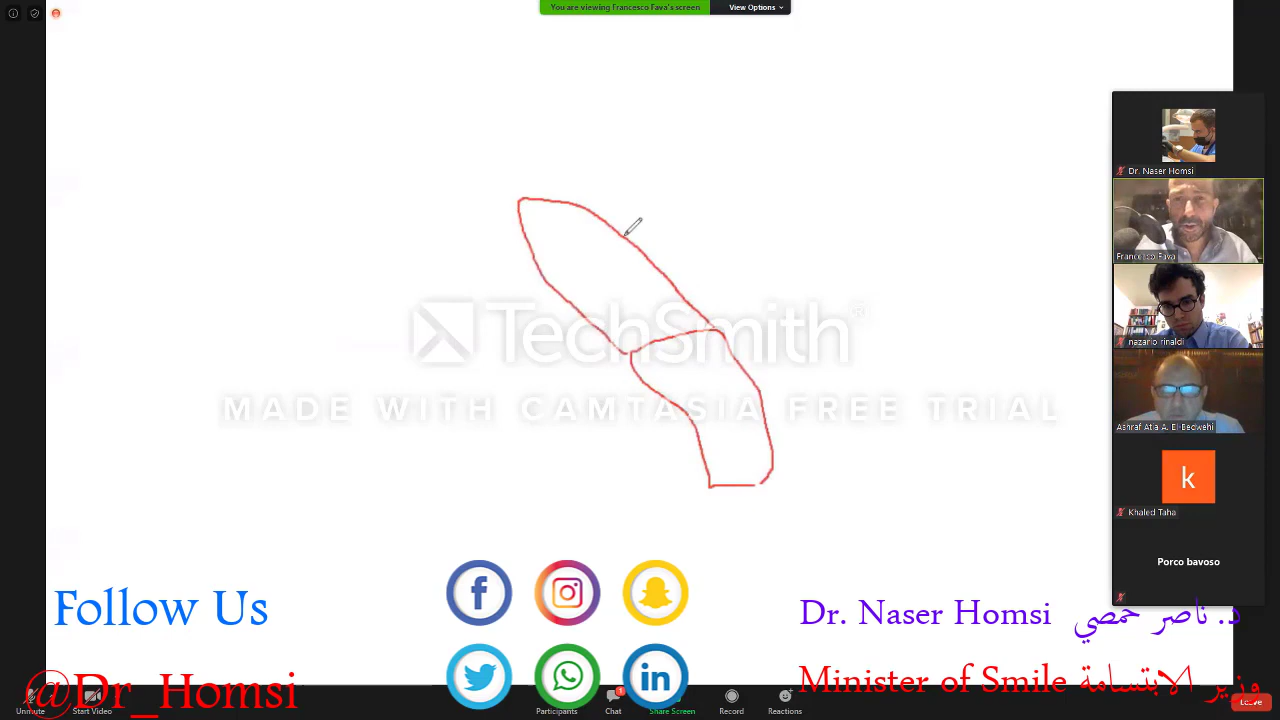 You are viewing Francesco Fava's screen View Options
Dr. Naser Homsi
Francesco Fava
nazario rinaldi
TechSmith®
MADE WITH CAMTASIA FREE TRIAL
Ashraf Atia A. El-Bedwehi
k
Khaled Taha
Porco bavoso
Follow Us
Dr. Naser Homsi د. ناصر حمصي
@Dr_Homsi
Minister of Smile وزير الابتسامة
Unmute Start Video Participants Chat 1 Share Screen Record Reactions Leave